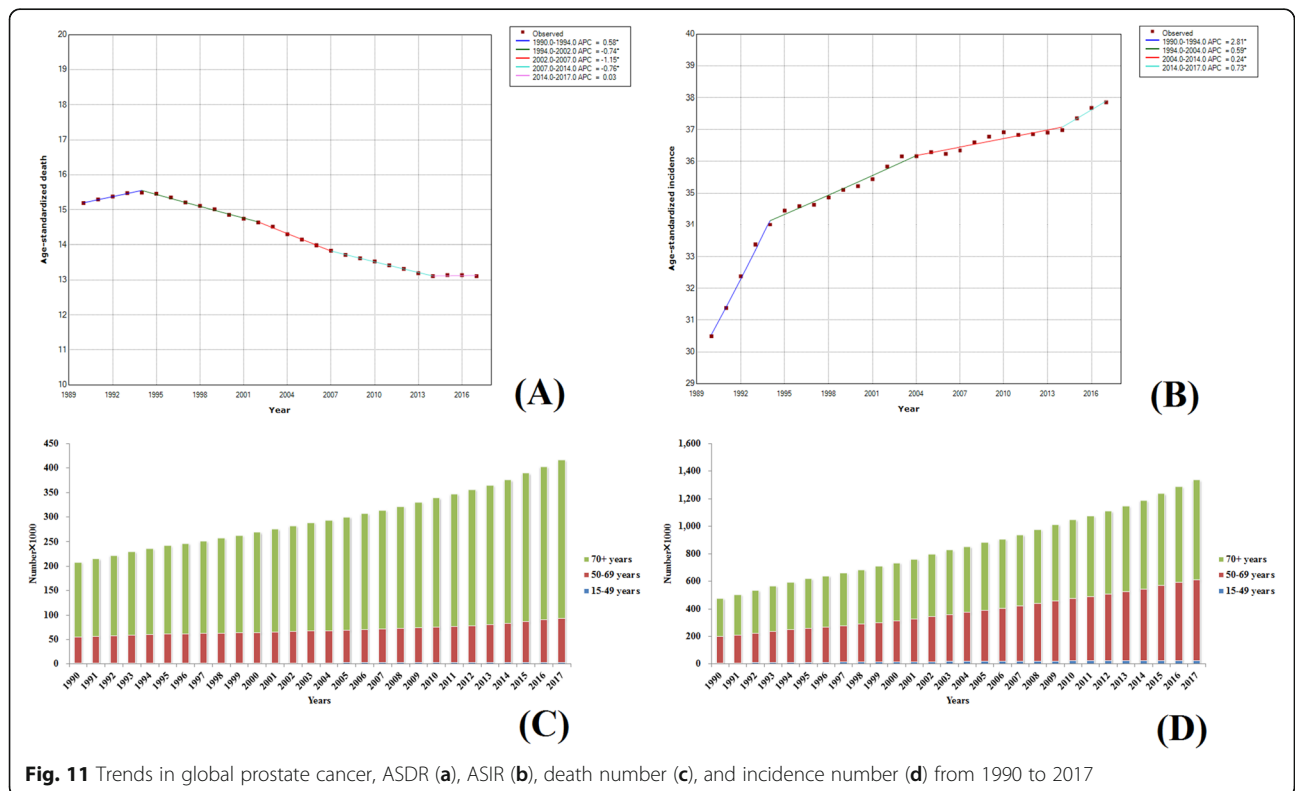 20
19
18
17
16
15
14
13
12
11
10
Age-standardized death
1989 1992 1995 1998 2001 2004 2007 2010 2013 2016
Year
Observed
1990.0-1994.0 APC = 0.58*
1994.0-2002.0 APC = -0.74*
2002.0-2007.0 APC = -1.15*
2007.0-2014.0 APC = -0.76*
2014.0-2017.0 APC = 0.03
(A)
40
39
38
37
36
35
34
33
32
31
30
29
Age-standardized incidence
1989 1992 1995 1998 2001 2004 2007 2010 2013 2016
Year
Observed
1990.0-1994.0 APC = 2.81*
1994.0-2004.0 APC = 0.59*
2004.0-2014.0 APC = 0.24*
2014.0-2017.0 APC = 0.73*
(B)
450
400
350
300
250
200
150
100
50
0
Number×1000
1990 1991 1992 1993 1994 1995 1996 1997 1998 1999 2000 2001 2002 2003 2004 2005 2006 2007 2008 2009 2010 2011 2012 2013 2014 2015 2016 2017
Years
70+ years
50-69 years
15-49 years
(C)
1,600
1,400
1,200
1,000
800
600
400
200
0
Number×1000
1990 1991 1992 1993 1994 1995 1996 1997 1998 1999 2000 2001 2002 2003 2004 2005 2006 2007 2008 2009 2010 2011 2012 2013 2014 2015 2016 2017
Years
70+ years
50-69 years
15-49 years
(D)
Fig. 11 Trends in global prostate cancer, ASDR (a), ASIR (b), death number (c), and incidence number (d) from 1990 to 2017